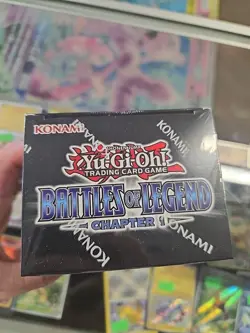 KONAMI
KONAMI
Yu-Gi-Oh!
TRADING CARD GAME
BATTLES OF LEGEND
CHAPTER 1
KONAMI
KONAMI